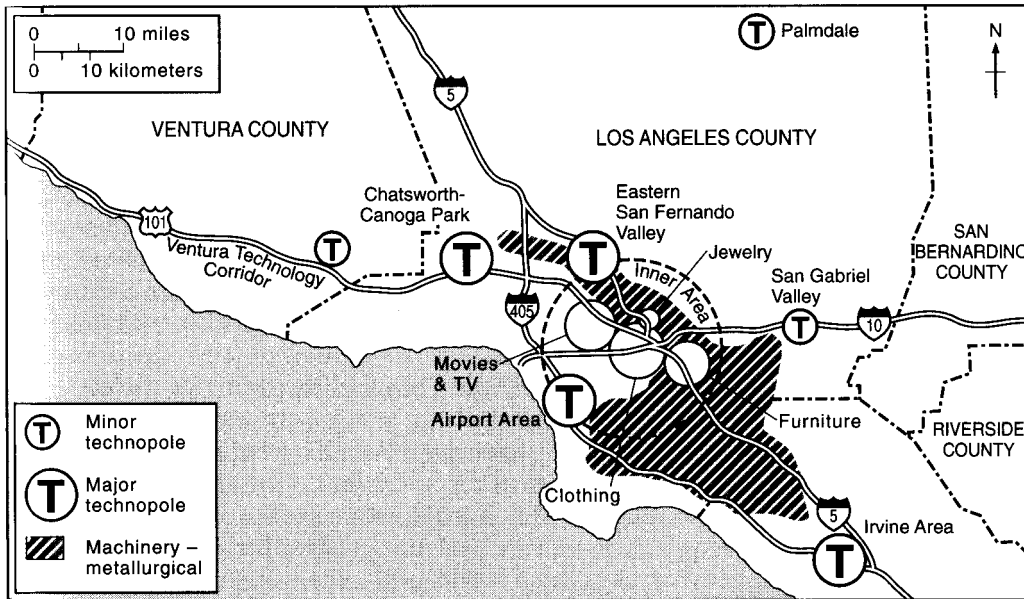 0 10 miles
0 10 kilometers
T Palmdale
N
5
VENTURA COUNTY
LOS ANGELES COUNTY
Chatsworth-
Canoga Park
Eastern
San Fernando
Valley
101
T
T
T
Ventura Technology
Corridor
Jewelry
Inner Area
SAN
BERNARDINO
COUNTY
San Gabriel
Valley
T
10
405
Movies
& TV
Airport Area
T
Furniture
RIVERSIDE
COUNTY
Clothing
5
Irvine Area
T
T Minor
technopole
T Major
technopole
Machinery –
metallurgical